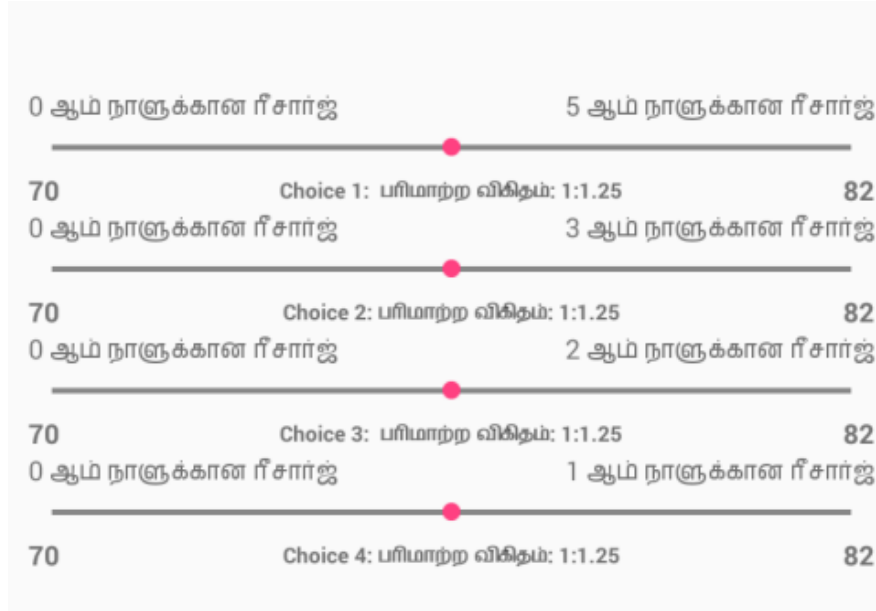 0 ஆம் நாளுக்கான ரீசார்ஜ் 5 ஆம் நாளுக்கான ரீசார்ஜ்
70 Choice 1: பரிமாற்ற விகிதம்: 1:1.25 82
0 ஆம் நாளுக்கான ரீசார்ஜ் 3 ஆம் நாளுக்கான ரீசார்ஜ்
70 Choice 2: பரிமாற்ற விகிதம்: 1:1.25 82
0 ஆம் நாளுக்கான ரீசார்ஜ் 2 ஆம் நாளுக்கான ரீசார்ஜ்
70 Choice 3: பரிமாற்ற விகிதம்: 1:1.25 82
0 ஆம் நாளுக்கான ரீசார்ஜ் 1 ஆம் நாளுக்கான ரீசார்ஜ்
70 Choice 4: பரிமாற்ற விகிதம்: 1:1.25 82